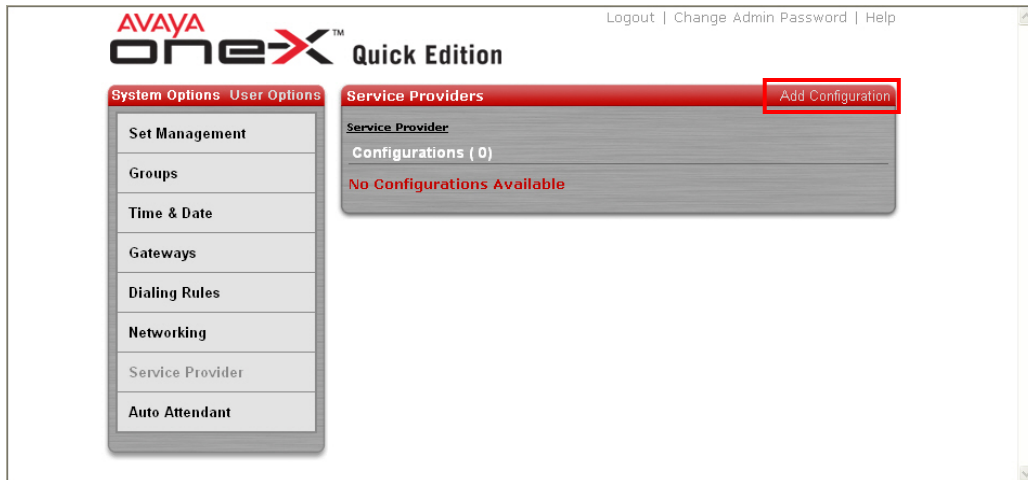 Logout | Change Admin Password | Help
AVAYA
one-X™ Quick Edition
System Options User Options
Set Management
Groups
Time & Date
Gateways
Dialing Rules
Networking
Service Provider
Auto Attendant
Service Providers Add Configuration
Service Provider
Configurations ( 0)
No Configurations Available